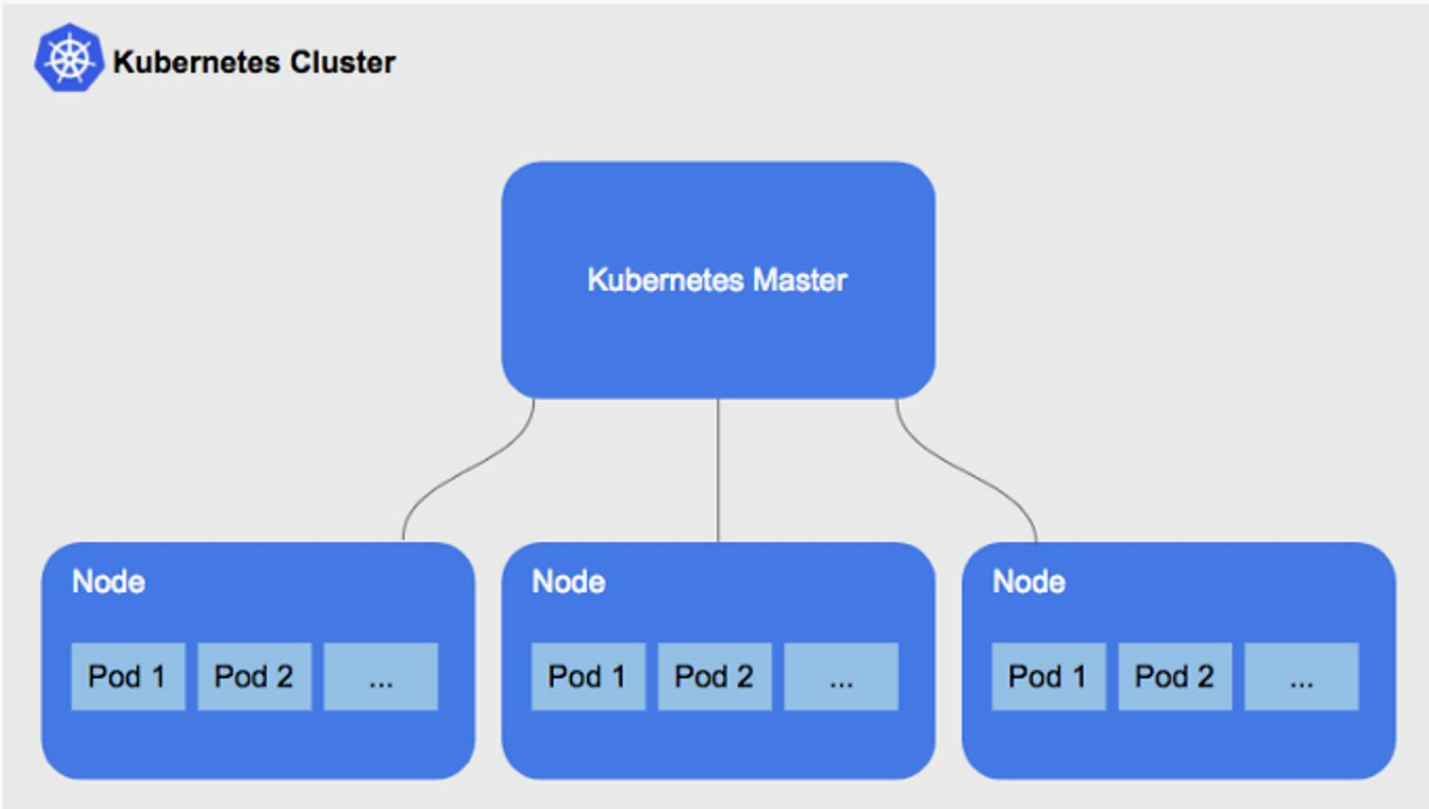 Kubernetes Cluster
Kubernetes Master
Node
Pod 1
Pod 2
...
Node
Pod 1
Pod 2
...
Node
Pod 1
Pod 2
...